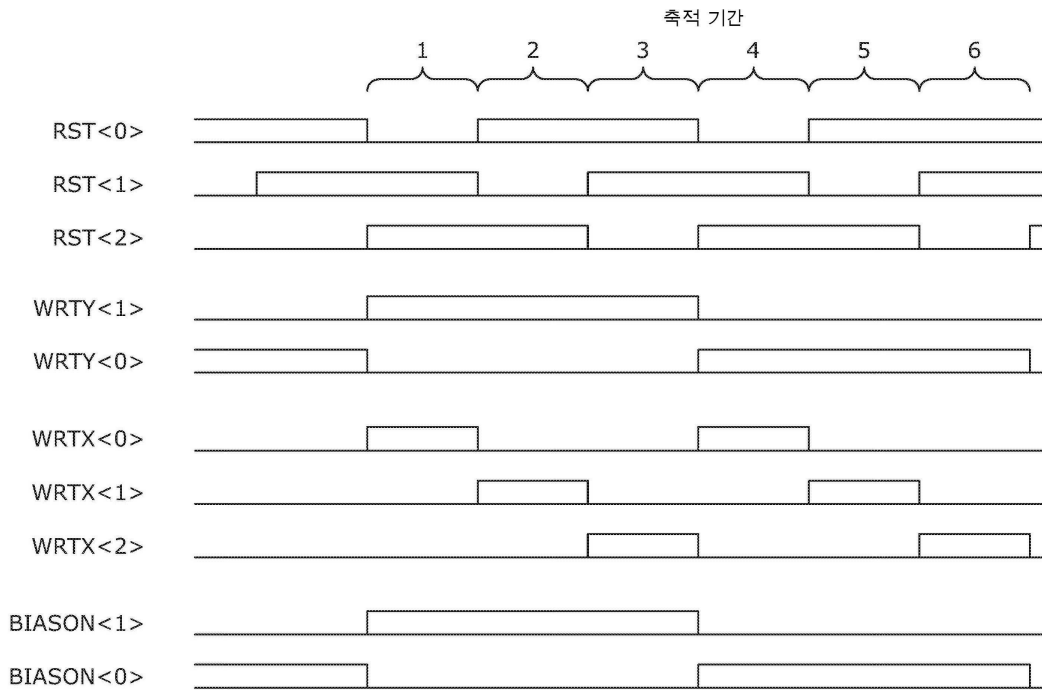 축적 기간
1 2 3 4 5 6
RST<0>
RST<1>
RST<2>
WRTY<1>
WRTY<0>
WRTX<0>
WRTX<1>
WRTX<2>
BIASON<1>
BIASON<0>